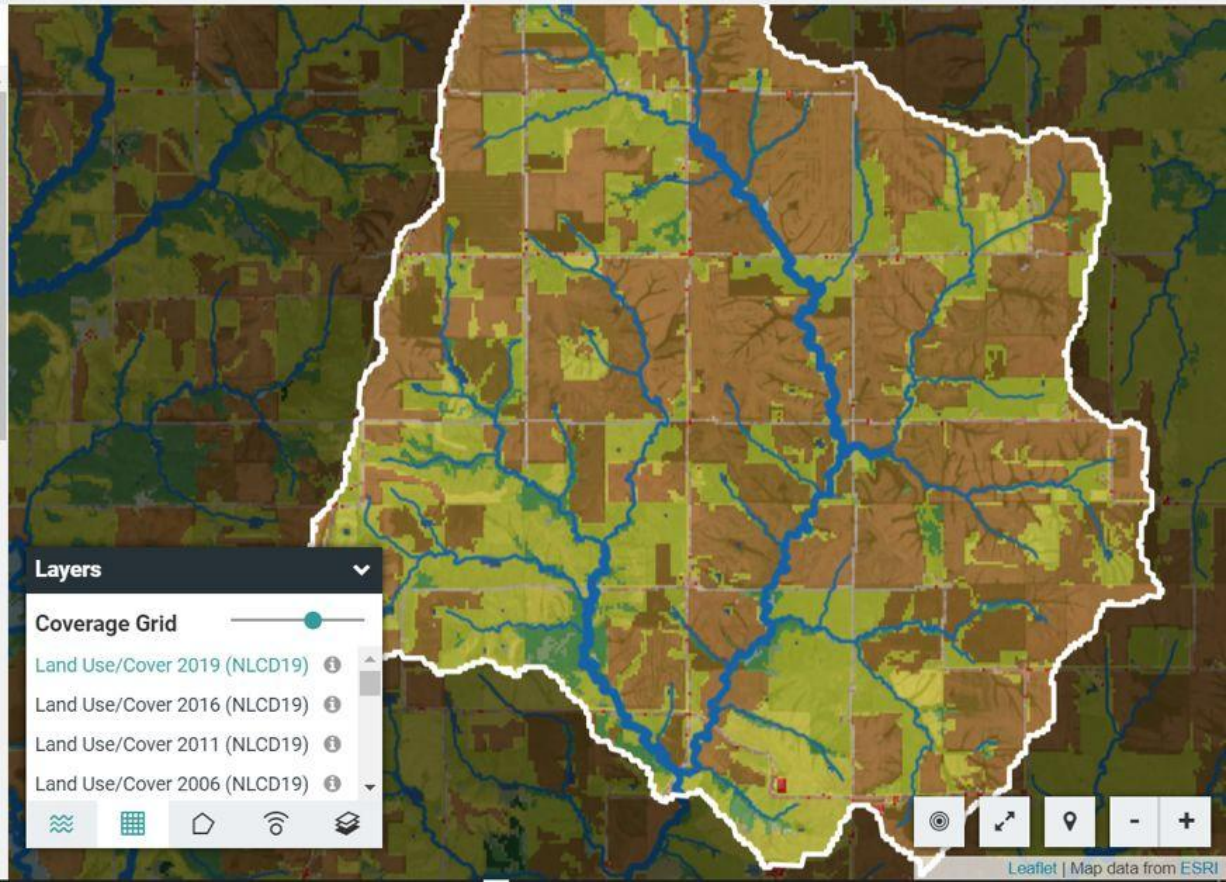 Layers
Coverage Grid
Land Use/Cover 2019 (NLCD19)
Land Use/Cover 2016 (NLCD19)
Land Use/Cover 2011 (NLCD19)
Land Use/Cover 2006 (NLCD19)
- +
Leaflet | Map data from ESRI